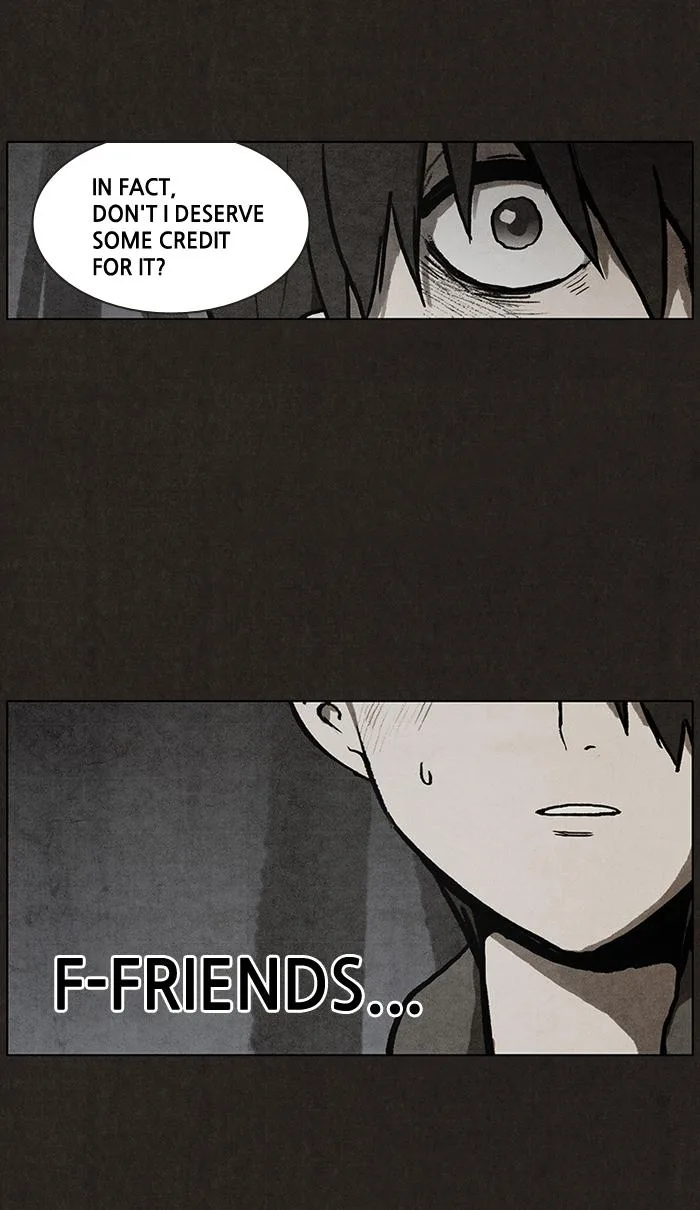 IN FACT,
DON'T I DESERVE
SOME CREDIT
FOR IT?
F-FRIENDS...